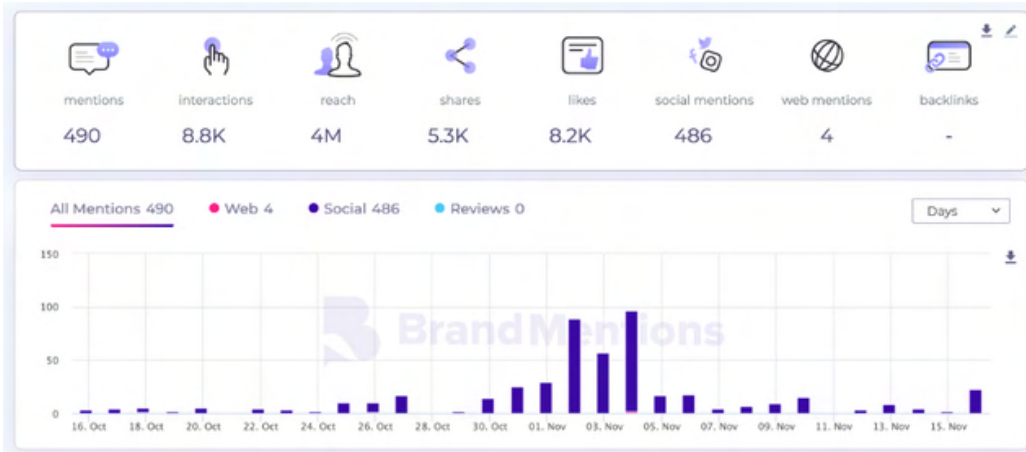 mentions interactions reach shares likes social mentions web mentions backlinks
490 8.8K 4M 5.3K 8.2K 486 4 -
All Mentions 490 Web 4 Social 486 Reviews 0 Days
150
BrandMentions
100
50
0
16. Oct 18. Oct 20. Oct 22. Oct 24. Oct 26. Oct 28. Oct 30. Oct 01. Nov 03. Nov 05. Nov 07. Nov 09. Nov 11. Nov 13. Nov 15. Nov